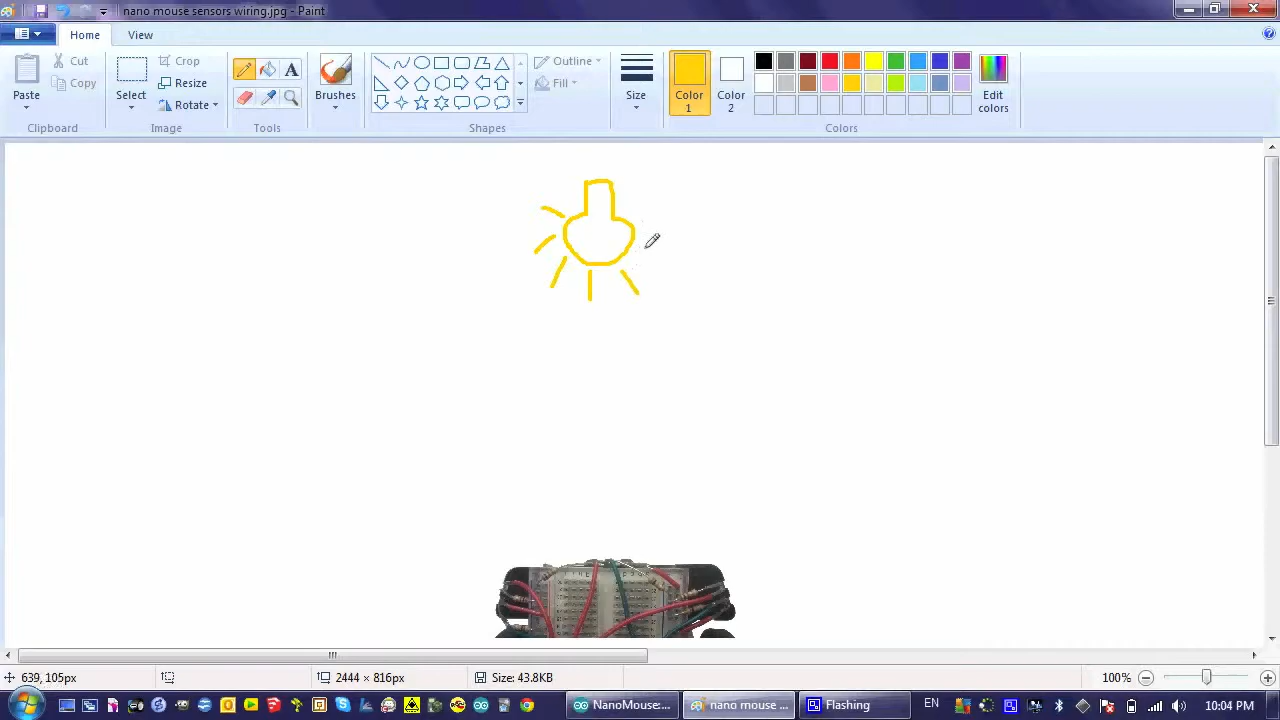 nano mouse sensors wiring.jpg - Paint
Home View
Paste
Cut
Copy
Clipboard
Select
Crop
Resize
Rotate
Image
A
Tools
Brushes
Outline
Fill
Shapes
Size
Color 1
Color 2
Edit colors
Colors
639, 105px
2444 × 816px
Size: 43.8KB
100%
NanoMouse:...
nano mouse ...
Flashing
EN
10:04 PM